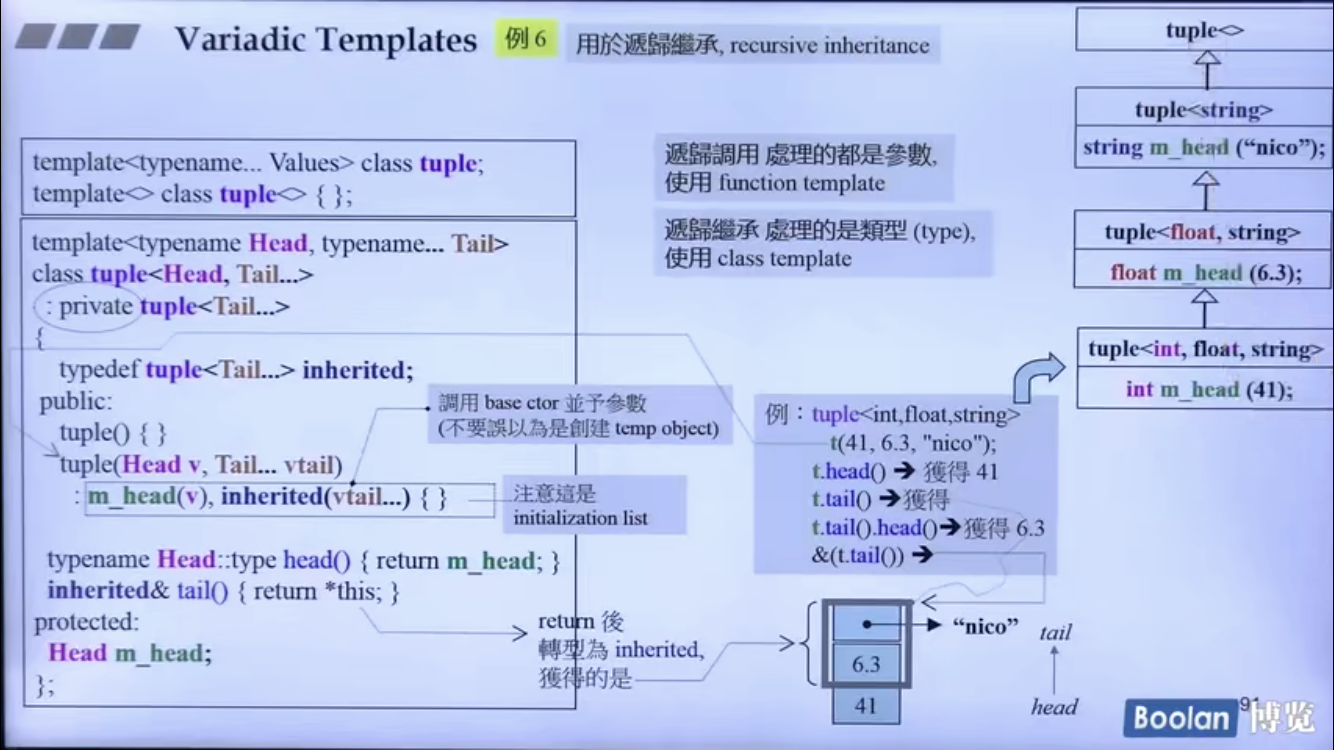 Variadic Templates
例 6
用於遞歸繼承, recursive inheritance
template<typename... Values> class tuple;
template<> class tuple<> { };
template<typename Head, typename... Tail>
class tuple<Head, Tail...>
: private tuple<Tail...>
{
typedef tuple<Tail...> inherited;
public:
tuple() { }
tuple(Head v, Tail... vtail)
: m_head(v), inherited(vtail...) { }
typename Head::type head() { return m_head; }
inherited& tail() { return *this; }
protected:
Head m_head;
};
遞歸調用 處理的都是參數,
使用 function template
遞歸繼承 處理的是類型 (type),
使用 class template
調用 base ctor 並予參數
(不要誤以為是創建 temp object)
注意這是
initialization list
return 後
轉型為 inherited,
獲得的是
例：tuple<int,float,string>
t(41, 6.3, "nico");
t.head() ➔ 獲得 41
t.tail() ➔獲得
t.tail().head()➔獲得 6.3
&(t.tail()) ➔
“nico”
6.3
41
tail
head
tuple<>
tuple<string>
string m_head (“nico”);
tuple<float, string>
float m_head (6.3);
tuple<int, float, string>
int m_head (41);
91
Boolan 博览